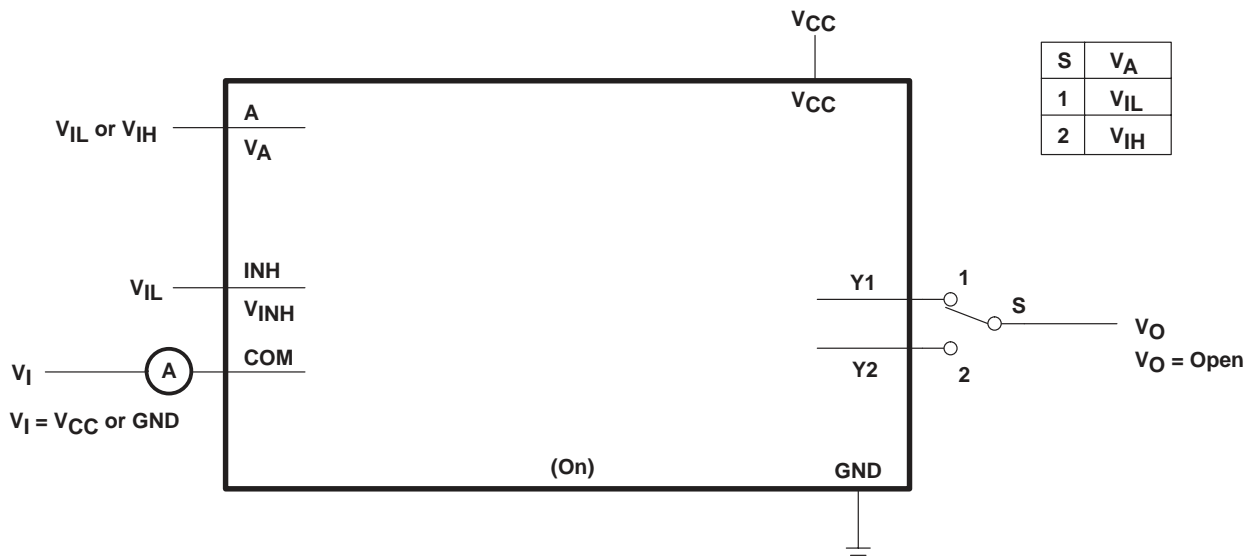 VCC
VCC
S VA
1 VIL
2 VIH
VIL or VIH
A
VA
VIL
INH
VINH
VI
A
COM
VI = VCC or GND
Y1
1
S
VO
Y2
2
VO = Open
(On)
GND